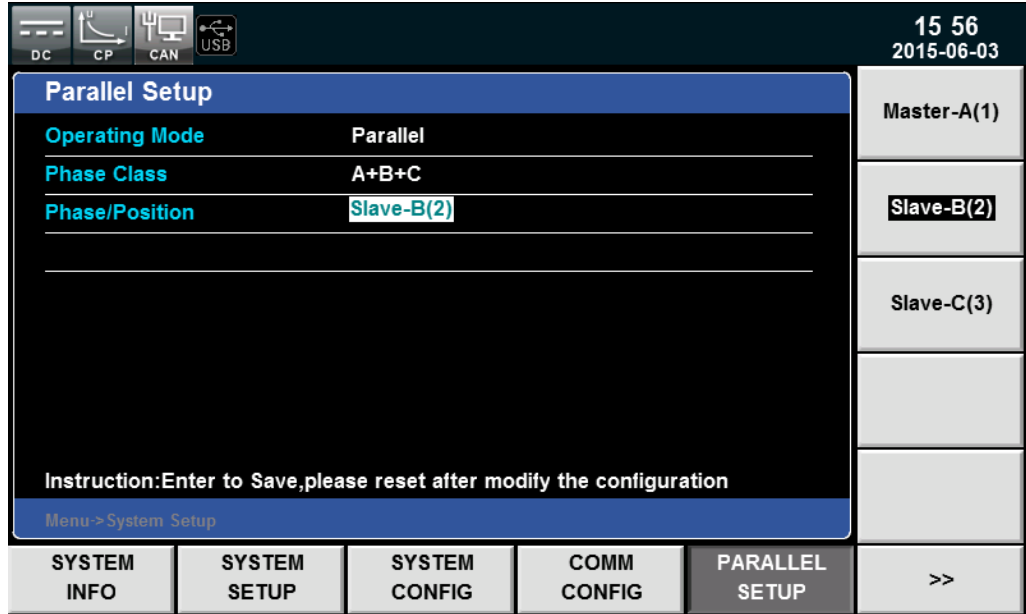 DC
U
I
CP
CAN
USB
15 56
2015-06-03
Parallel Setup
Operating Mode Parallel
Phase Class A+B+C
Phase/Position Slave-B(2)
Instruction:Enter to Save,please reset after modify the configuration
Menu->System Setup
Master-A(1)
Slave-B(2)
Slave-C(3)
SYSTEM INFO
SYSTEM SETUP
SYSTEM CONFIG
COMM CONFIG
PARALLEL SETUP
>>